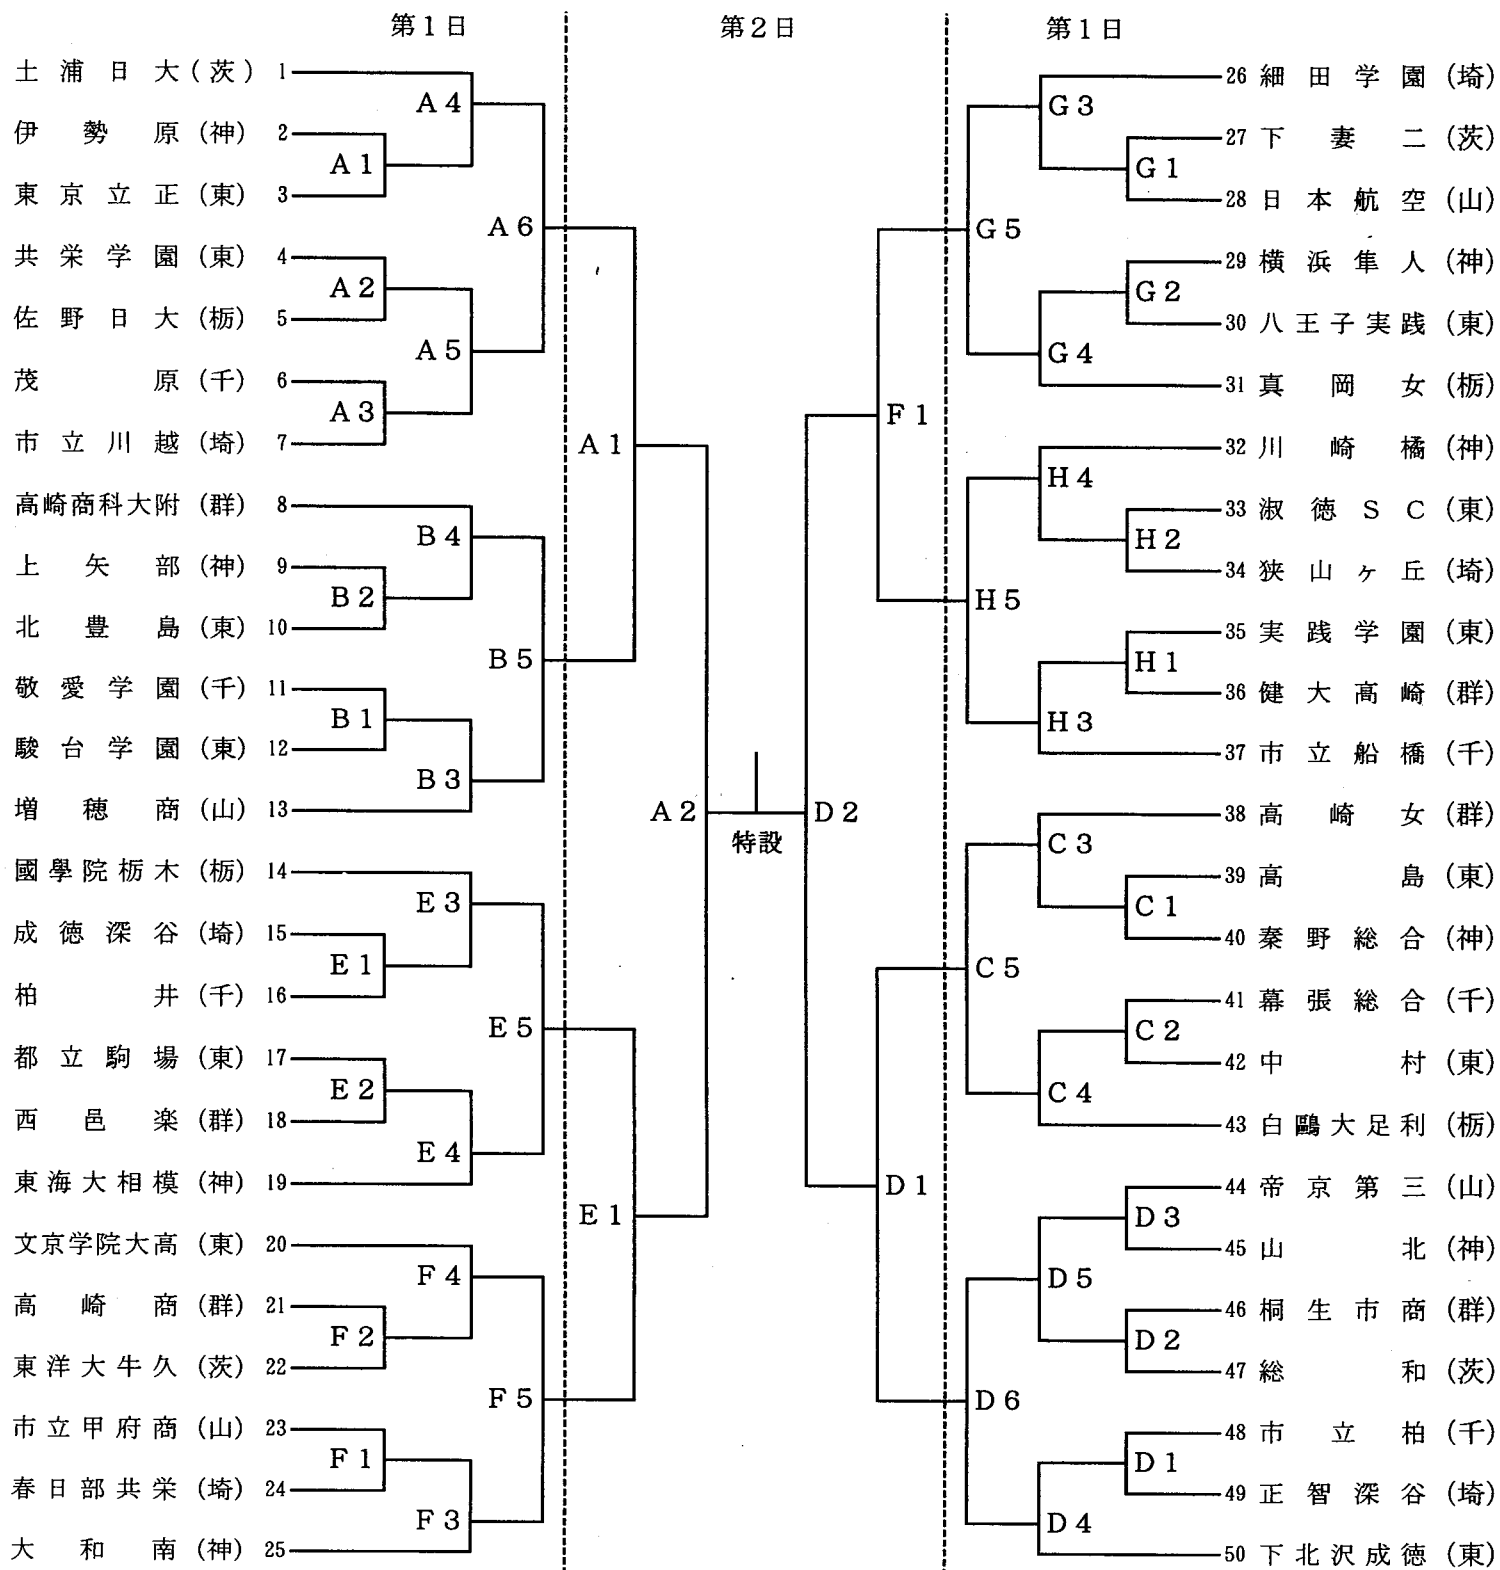 第1日
土浦日大(茨) 1
伊勢原(神) 2
東京立正(東) 3
共栄学園(東) 4
佐野日大(栃) 5
茂原(千) 6
市立川越(埼) 7
高崎商科大附(群) 8
上矢部(神) 9
北豊島(東) 10
敬愛学園(千) 11
駿台学園(東) 12
増穂商(山) 13
國學院栃木(栃) 14
成徳深谷(埼) 15
柏井(千) 16
都立駒場(東) 17
西邑楽(群) 18
東海大相模(神) 19
文京学院大高(東) 20
高崎商(群) 21
東洋大牛久(茨) 22
市立甲府商(山) 23
春日部共栄(埼) 24
大和南(神) 25
A4
A1
A6
A2
A5
A3
B4
B2
B5
B1
B3
E3
E1
E5
E2
E4
F4
F2
F5
F1
F3
第2日
A1
A2
E1
特設
F1
D2
D1
第1日
G3
G1
G5
G2
G4
H4
H2
H5
H1
H3
C3
C1
C5
C2
C4
D3
D5
D2
D6
D1
D4
26 細田学園(埼)
27 下妻二(茨)
28 日本航空(山)
29 横浜隼人(神)
30 八王子実践(東)
31 真岡女(栃)
32 川崎橘(神)
33 淑徳SC(東)
34 狭山ヶ丘(埼)
35 実践学園(東)
36 健大高崎(群)
37 市立船橋(千)
38 高崎女(群)
39 高島(東)
40 秦野総合(神)
41 幕張総合(千)
42 中村(東)
43 白鷗大足利(栃)
44 帝京第三(山)
45 山北(神)
46 桐生市商(群)
47 総和(茨)
48 市立柏(千)
49 正智深谷(埼)
50 下北沢成徳(東)